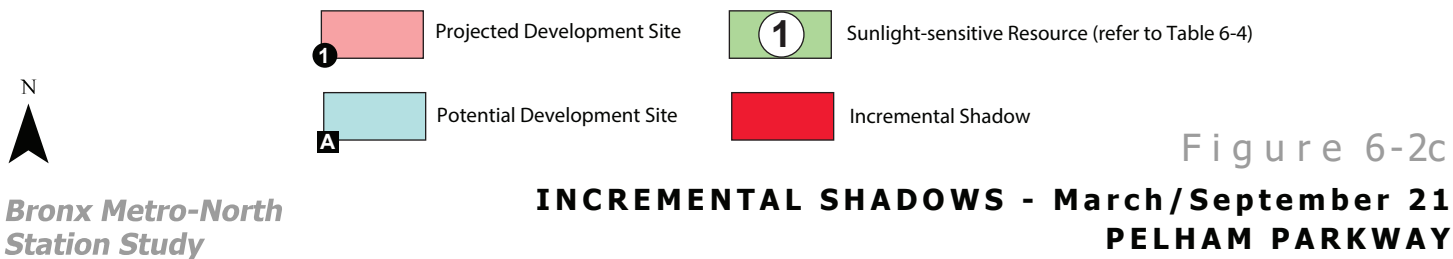 1 Projected Development Site
1 Sunlight-sensitive Resource (refer to Table 6-4)
N
A Potential Development Site
Incremental Shadow
Figure 6-2c
Bronx Metro-North
Station Study
INCREMENTAL SHADOWS - March/September 21
PELHAM PARKWAY